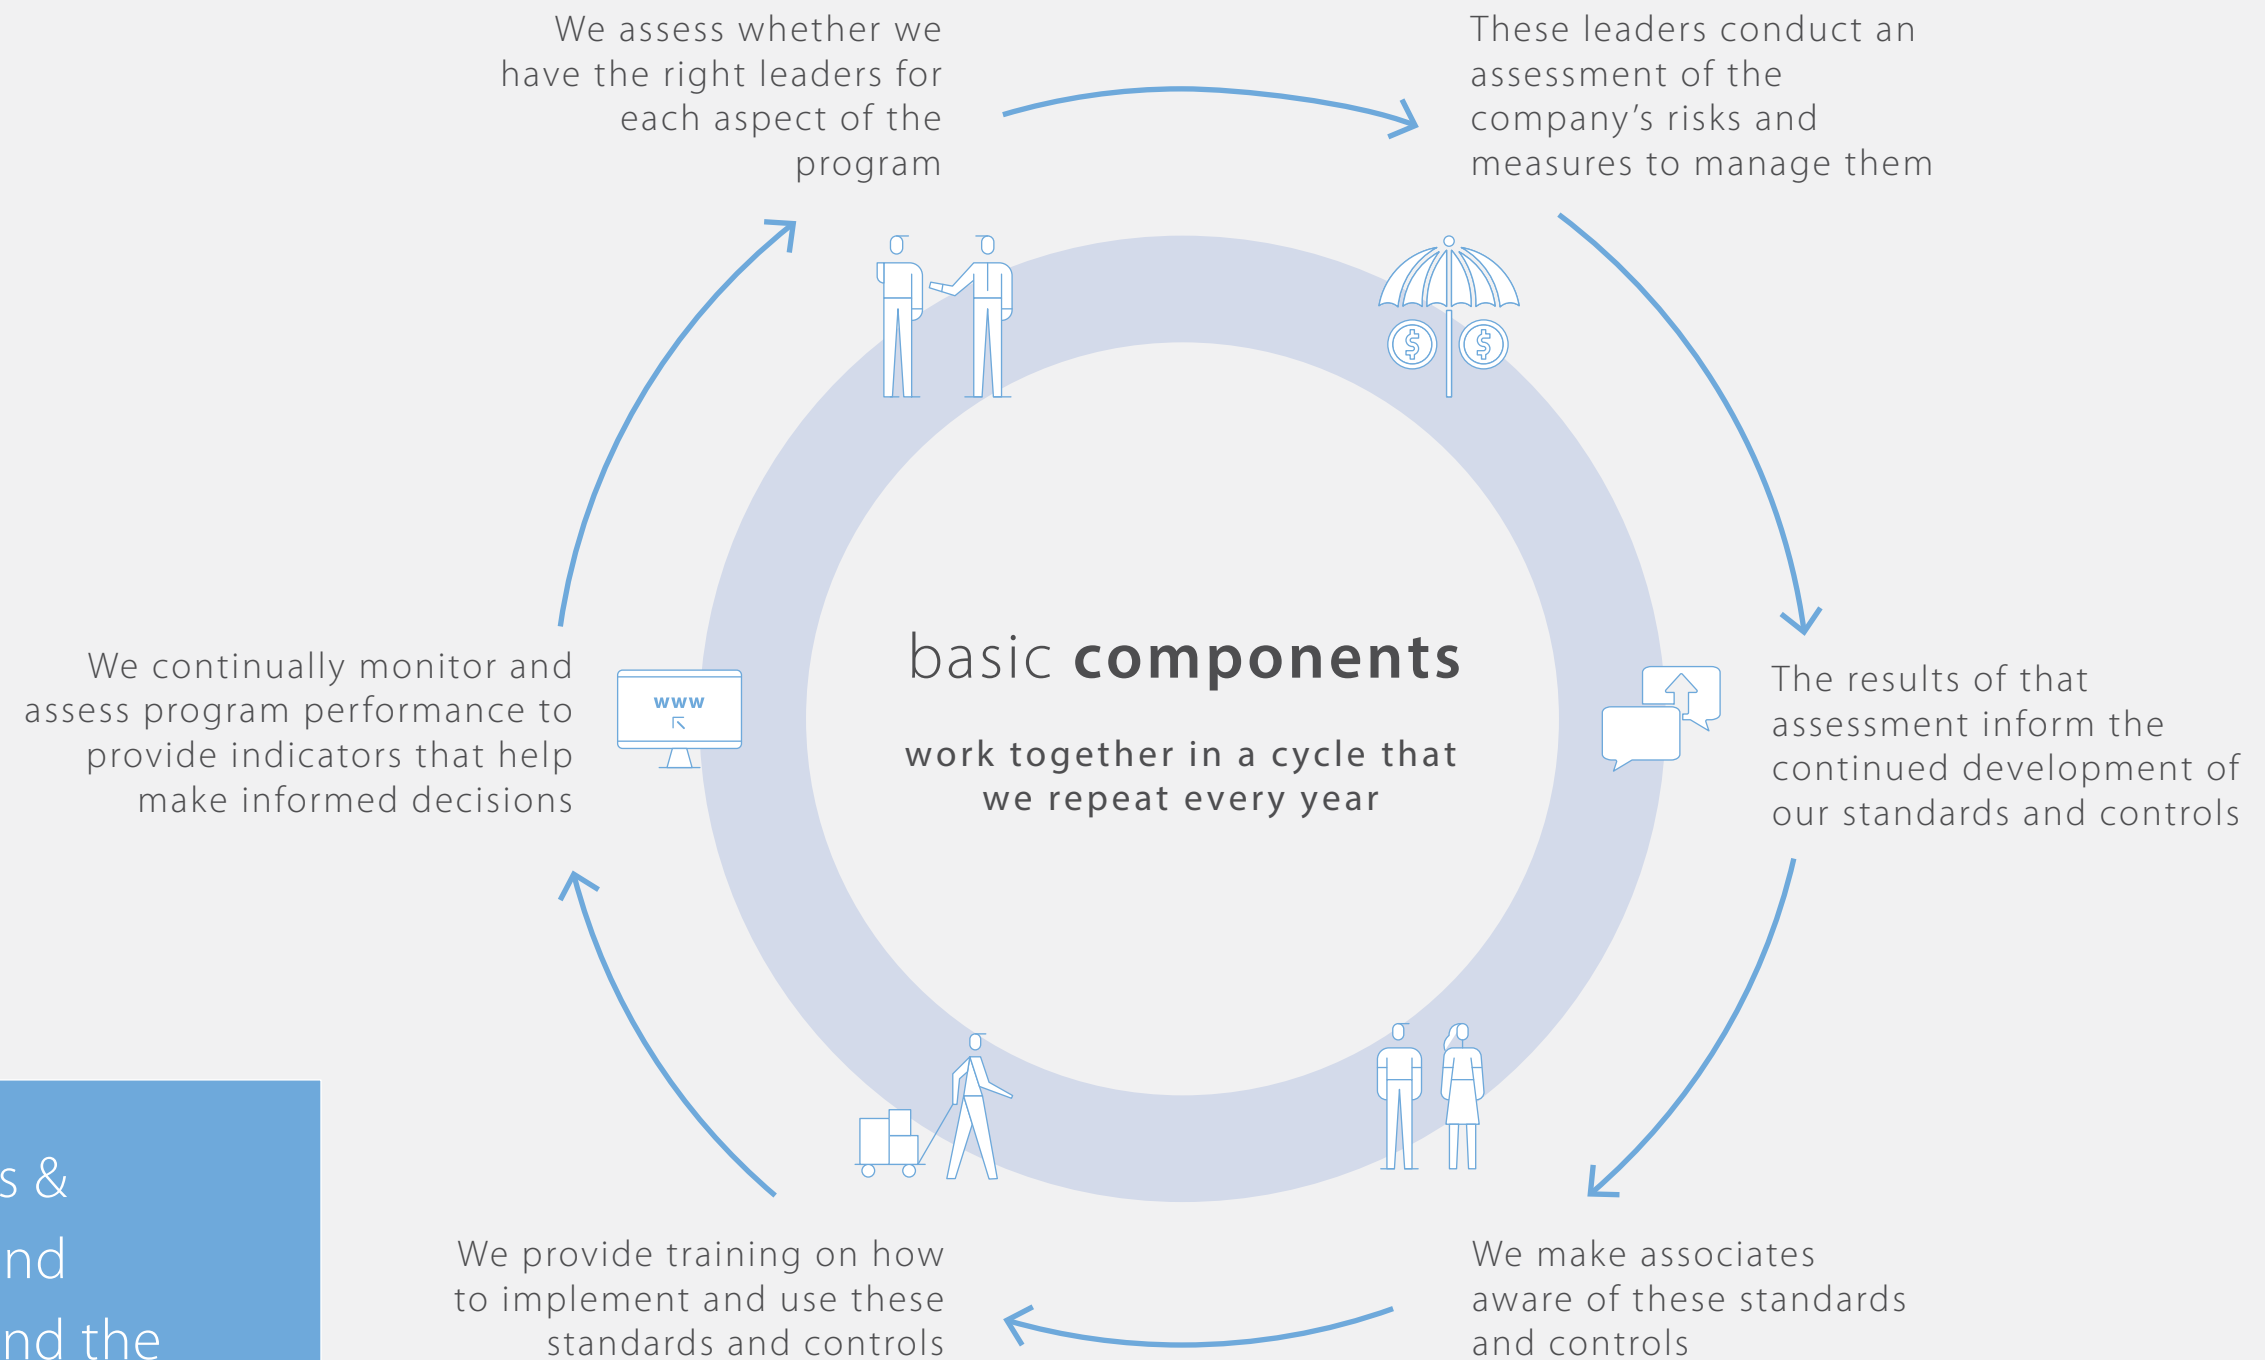 We assess whether we
have the right leaders for
each aspect of the
program
These leaders conduct an
assessment of the
company’s risks and
measures to manage them
The results of that
assessment inform the
continued development of
our standards and controls
We make associates
aware of these standards
and controls
We provide training on how
to implement and use these
standards and controls
We continually monitor and
assess program performance to
provide indicators that help
make informed decisions
www
$ $
basic components
work together in a cycle that
we repeat every year
s &
nd
nd the